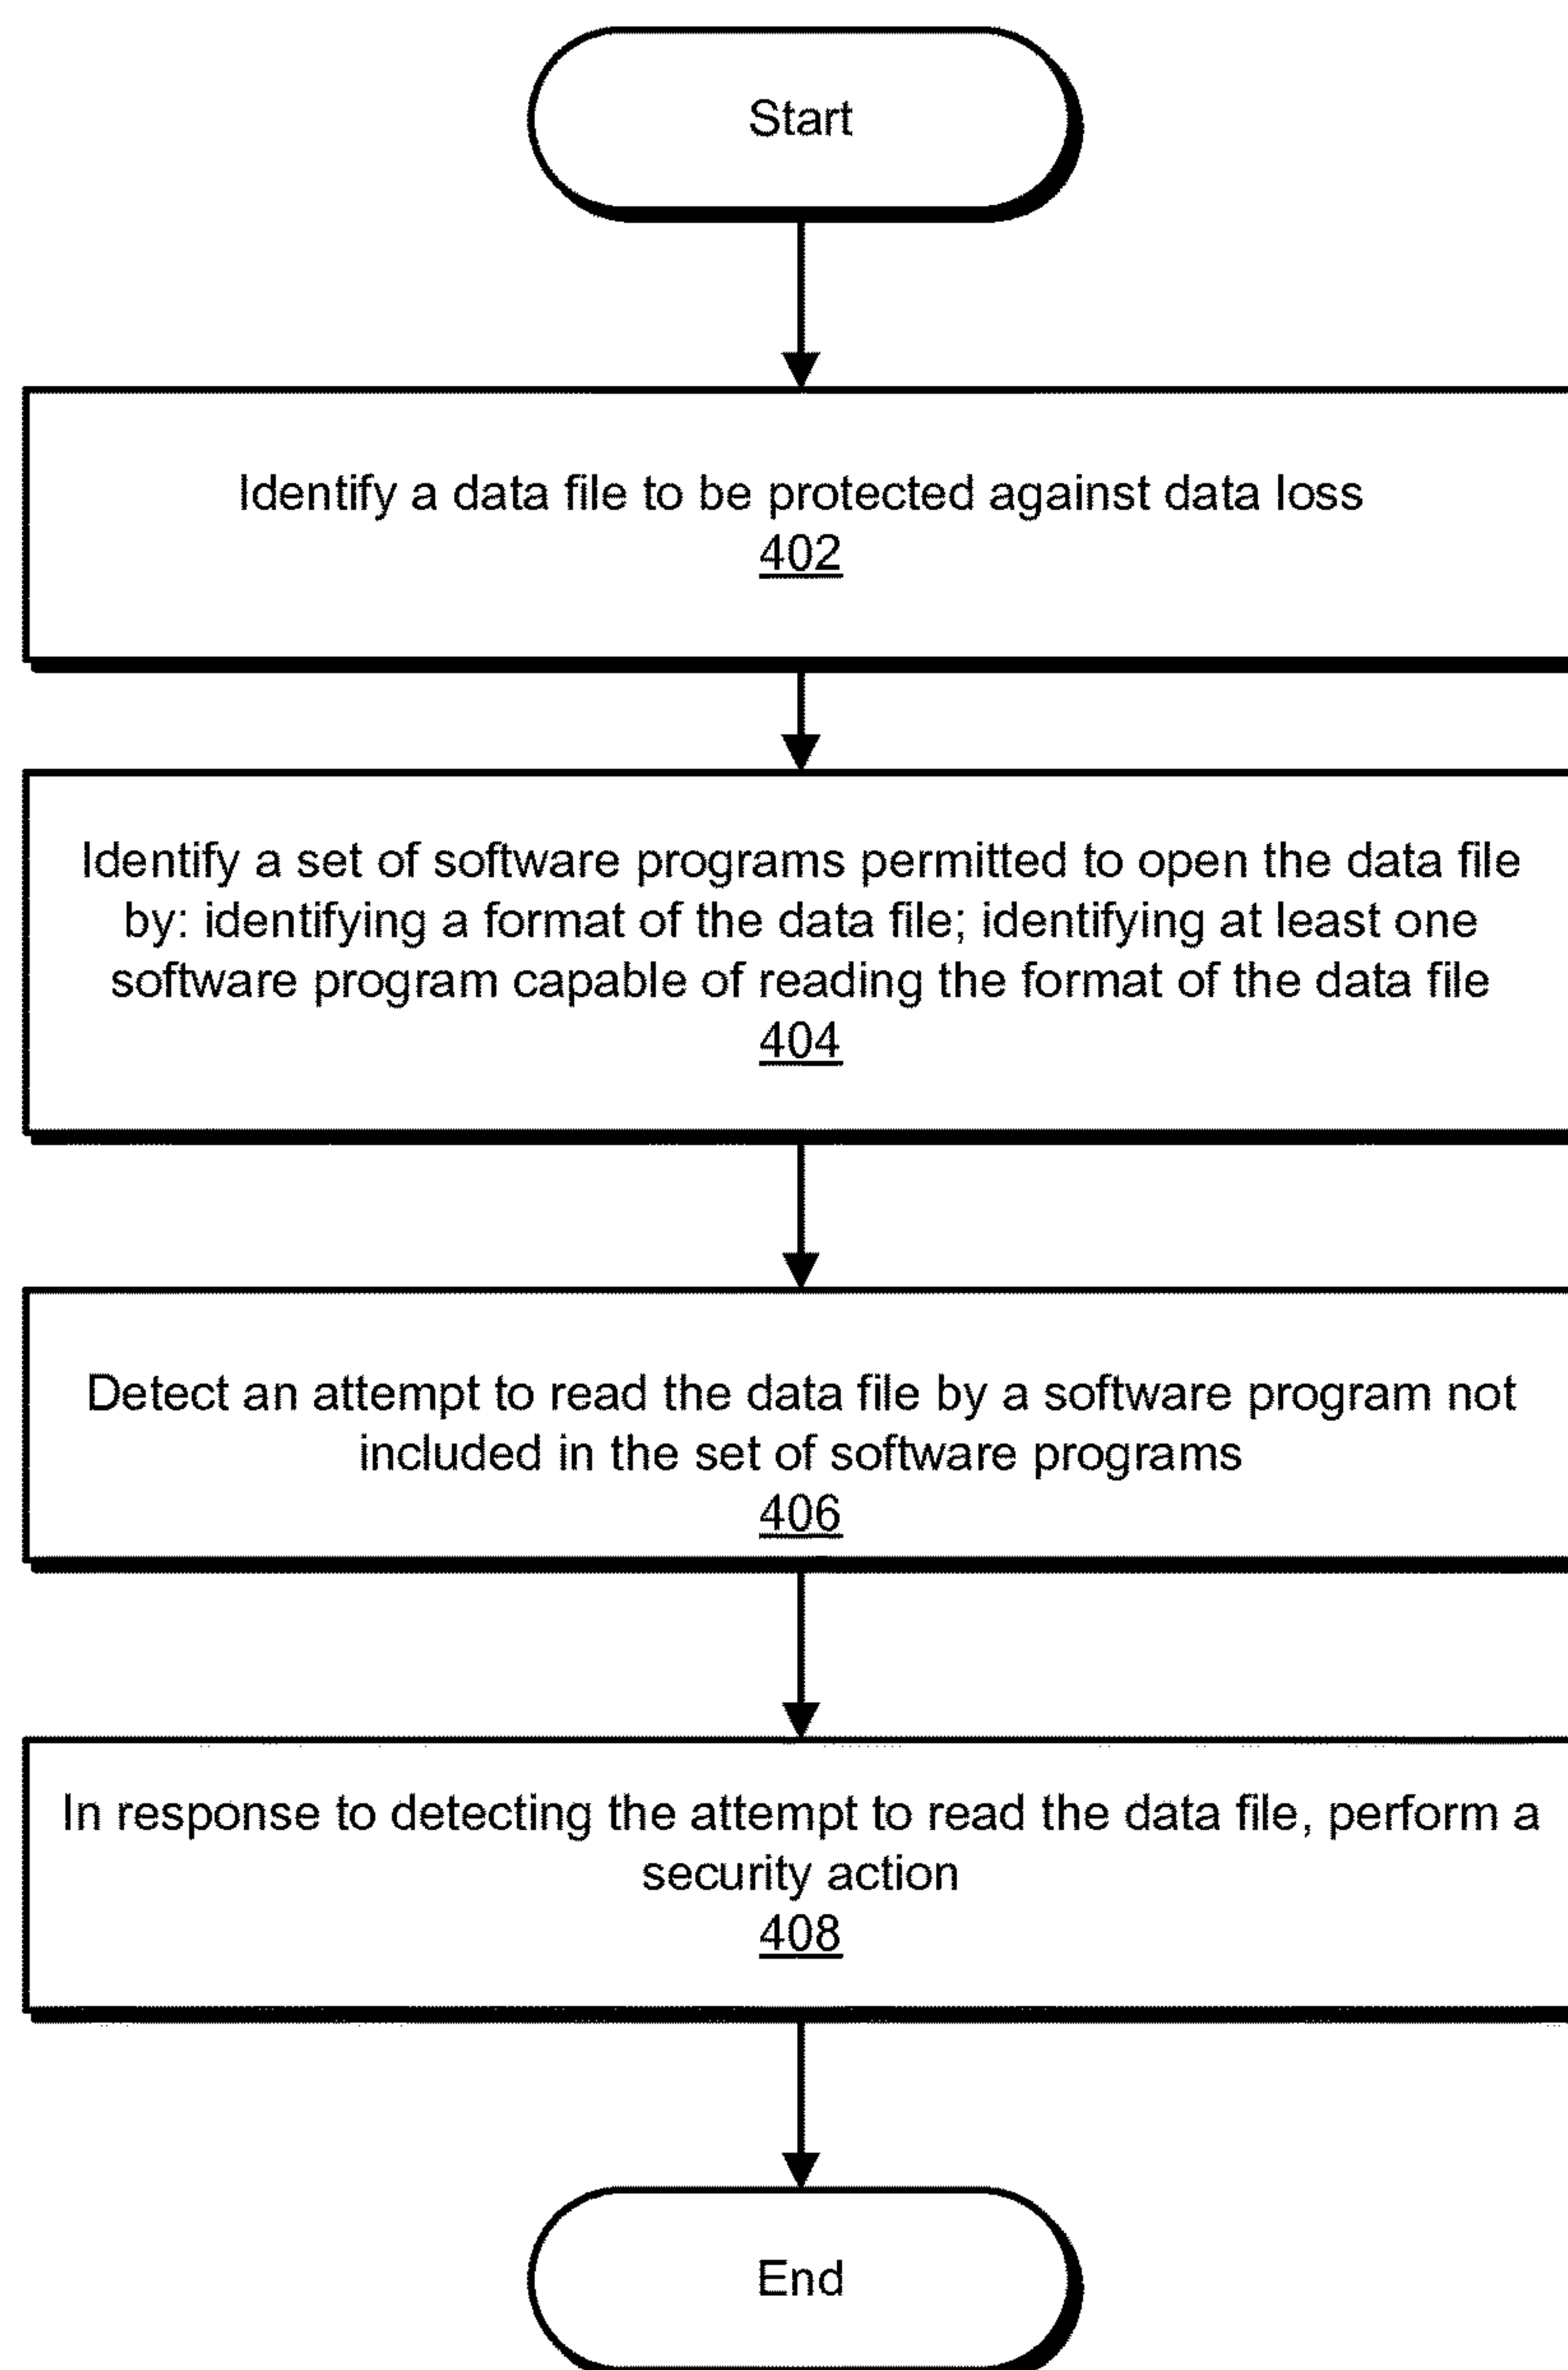 Start
Identify a data file to be protected against data loss
402
Identify a set of software programs permitted to open the data file
by: identifying a format of the data file; identifying at least one
software program capable of reading the format of the data file
404
Detect an attempt to read the data file by a software program not
included in the set of software programs
406
In response to detecting the attempt to read the data file, perform a
security action
408
End